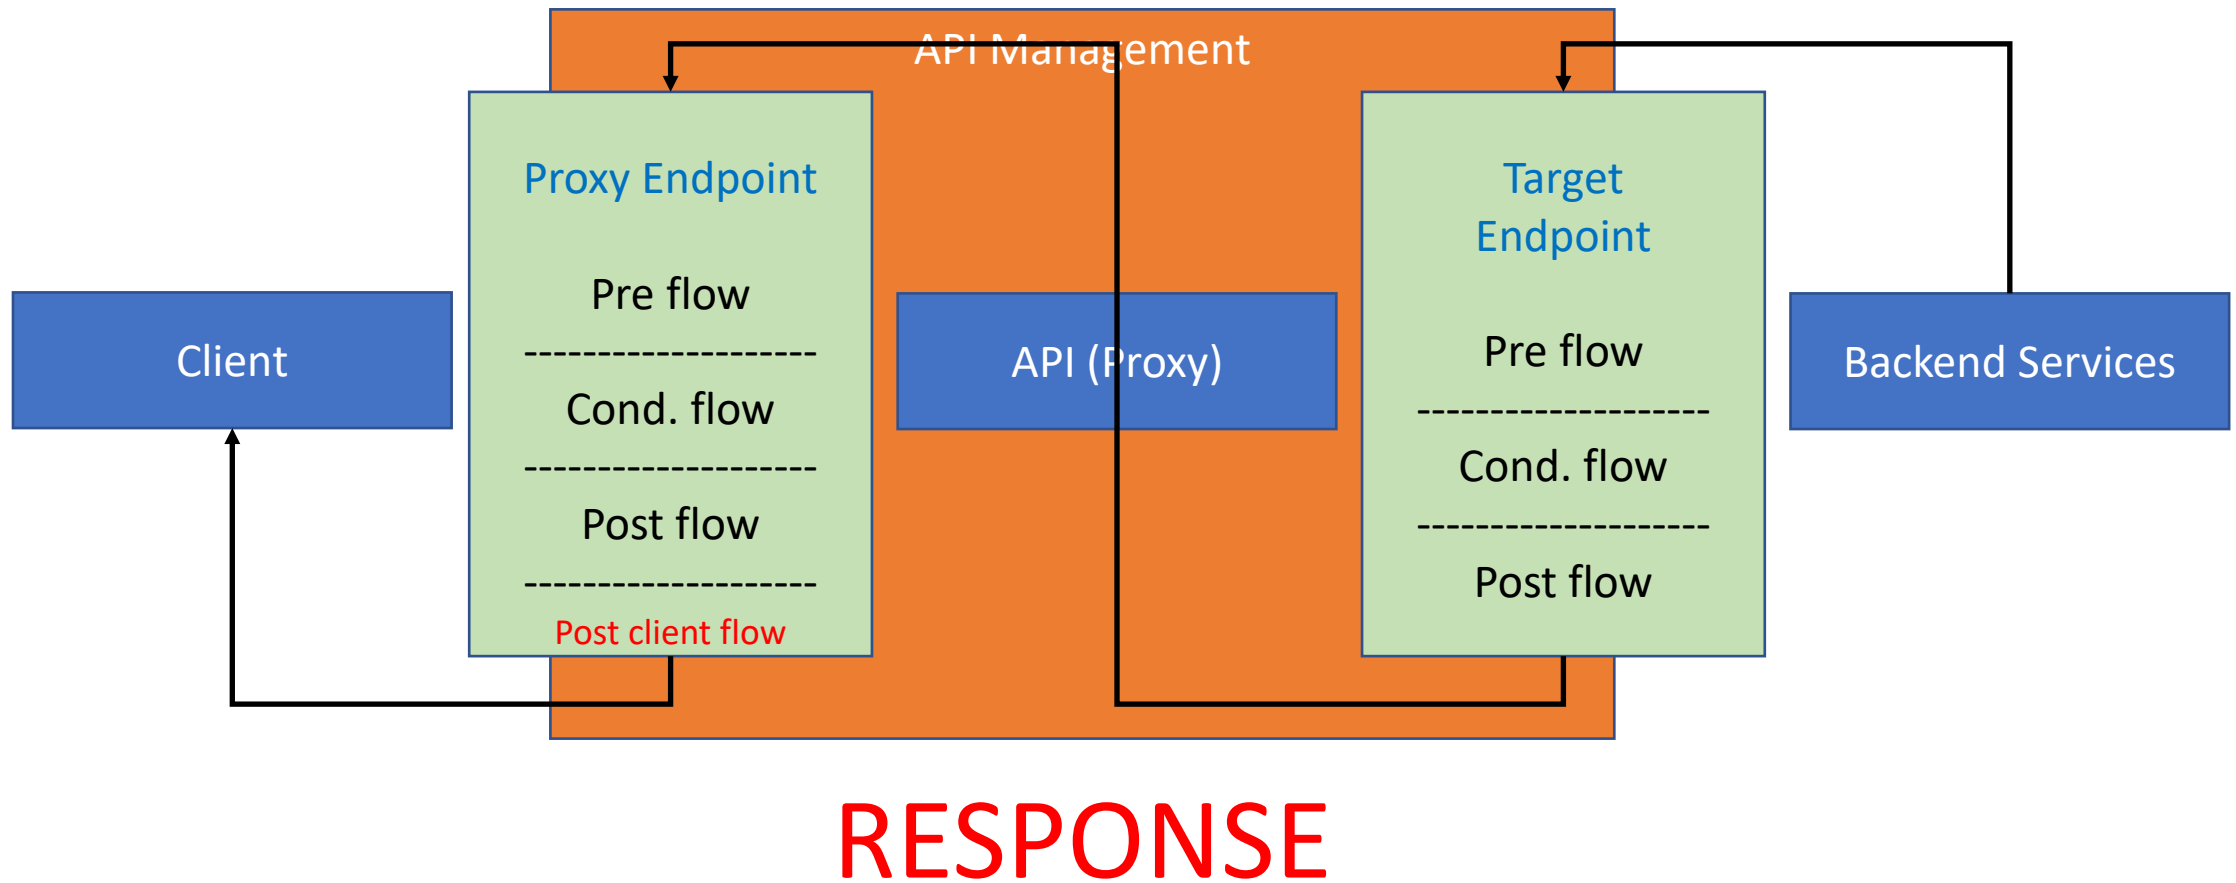 API Management
Proxy Endpoint
Pre flow
--------------------
Cond. flow
--------------------
Post flow
--------------------
Post client flow
Target
Endpoint
Pre flow
--------------------
Cond. flow
--------------------
Post flow
Client
API (Proxy)
Backend Services
RESPONSE